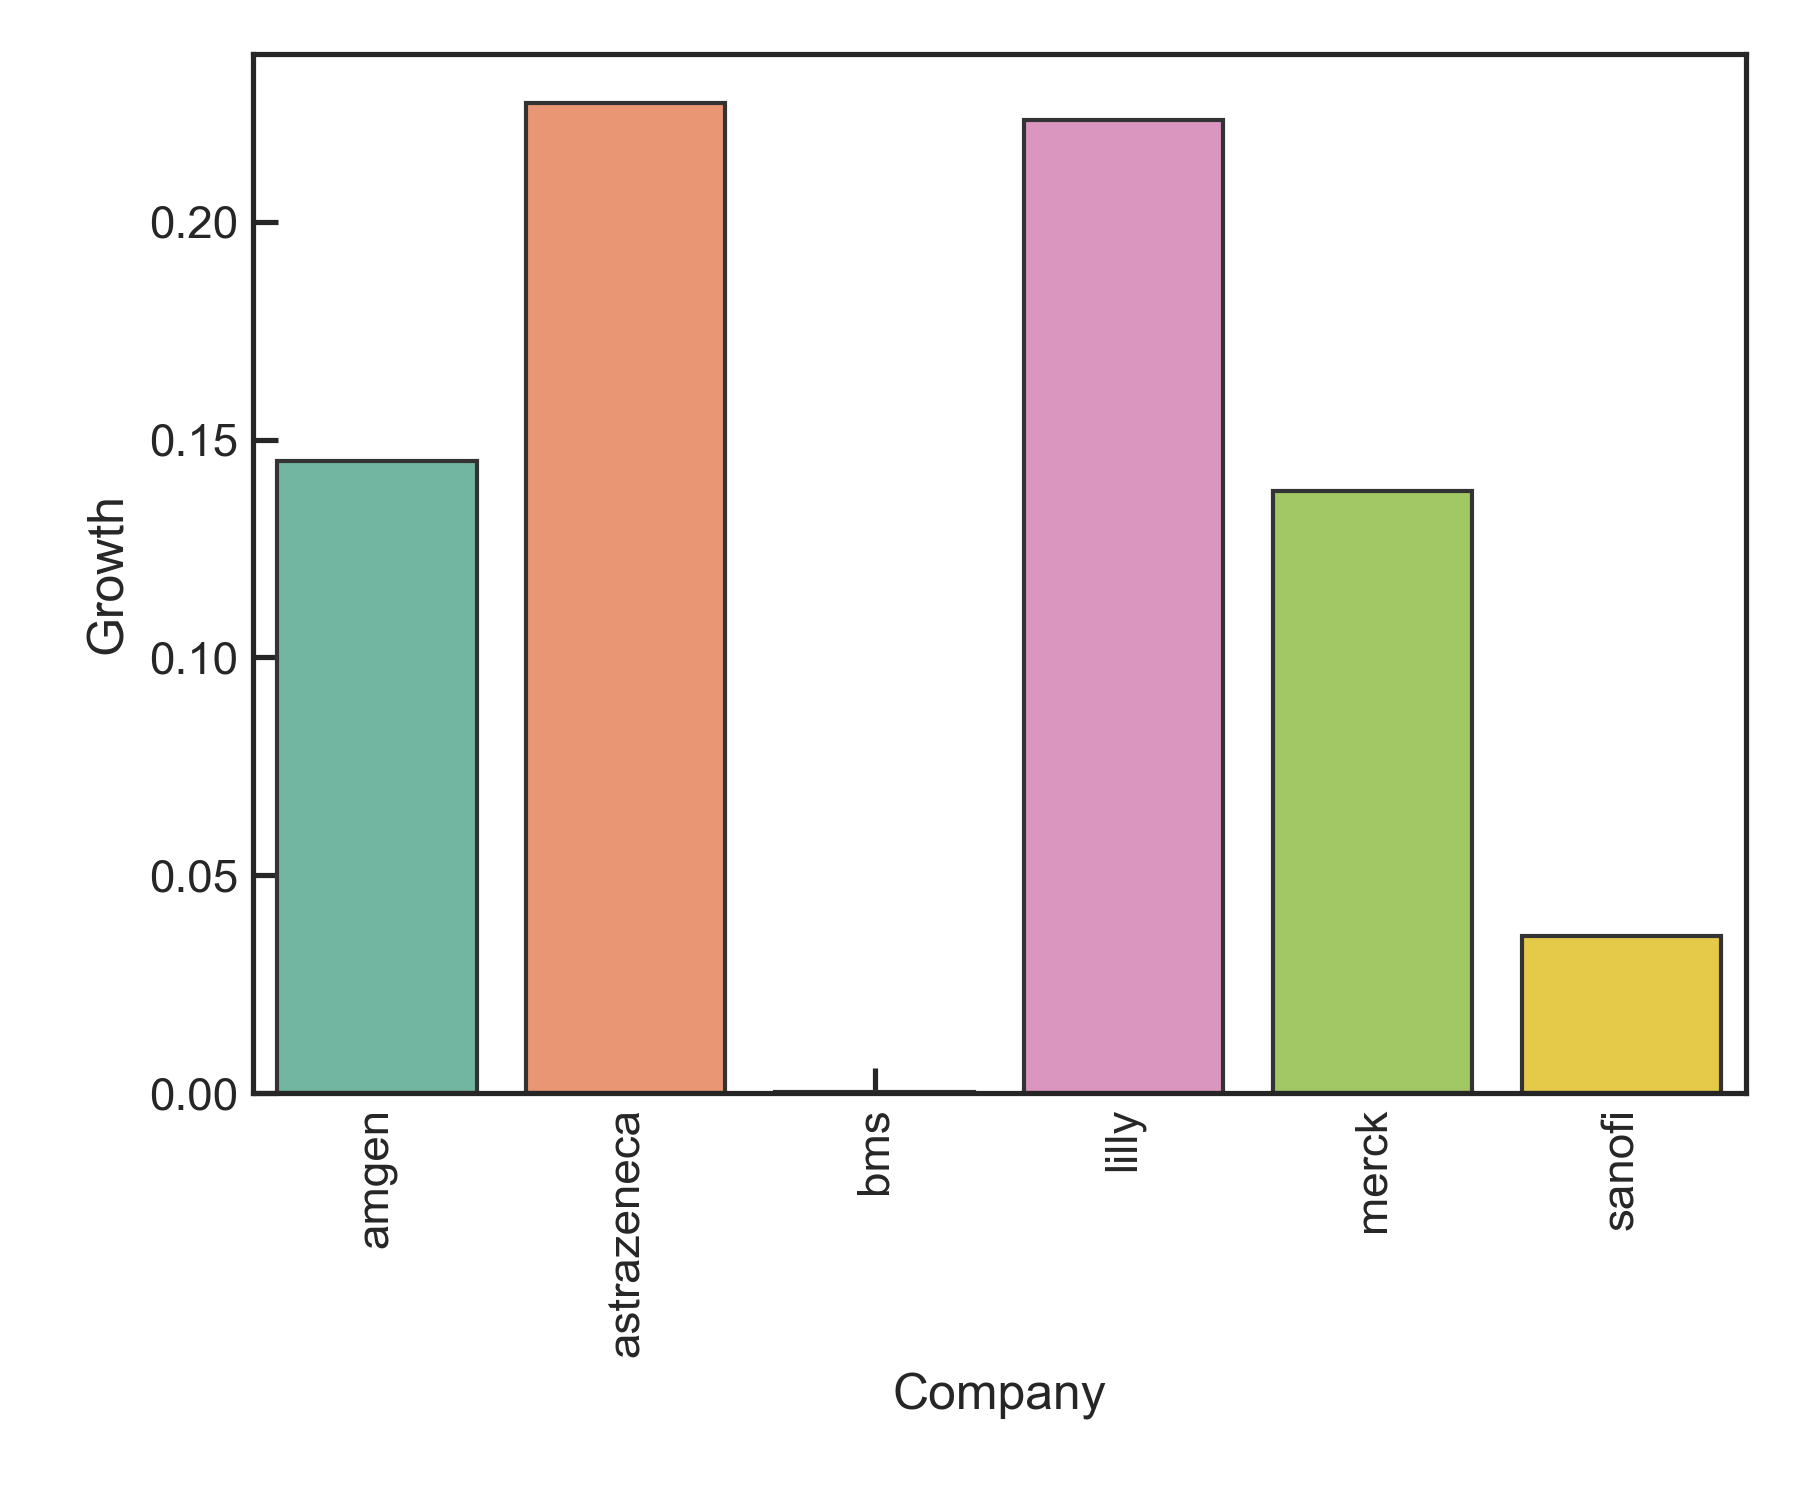 Growth
0.20
0.15
0.10
0.05
0.00
amgen
astrazeneca
bms
lilly
merck
sanofi
Company